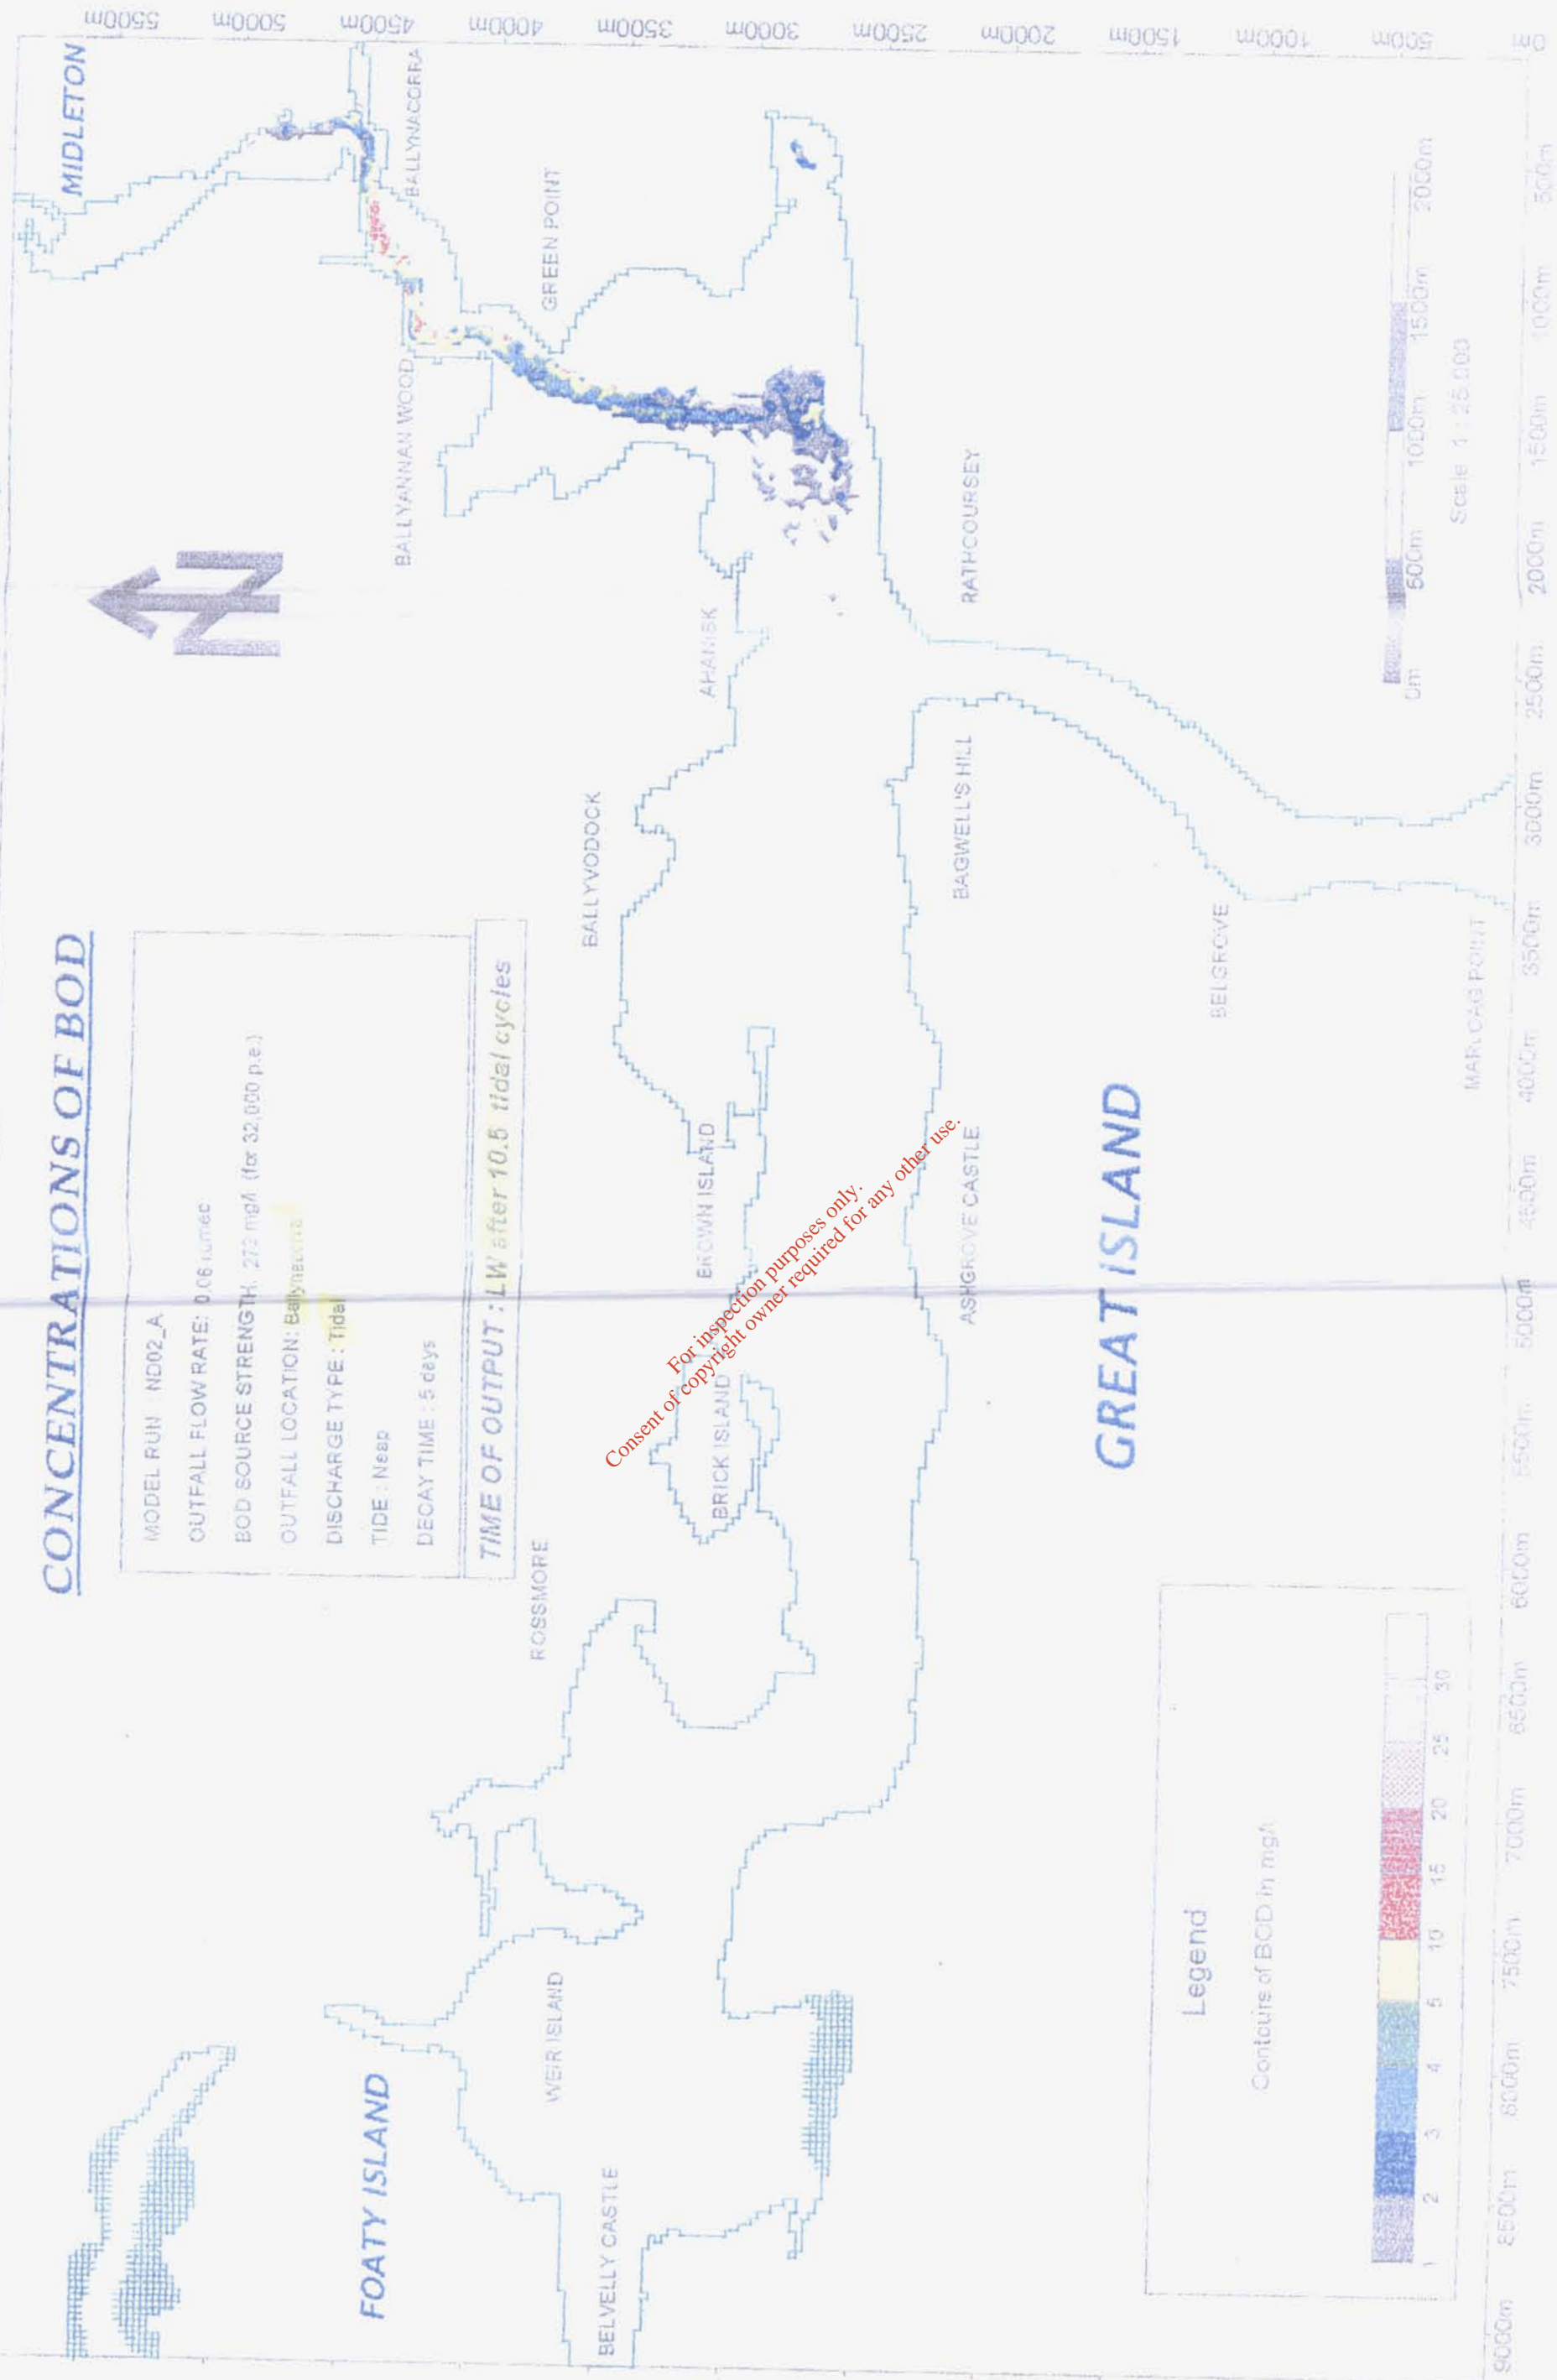 CONCENTRATIONS OF BOD
MODEL RUN : ND02_A
OUTFALL FLOW RATE: 0.06 cumec
BOD SOURCE STRENGTH: 272 mg/l (for 32,000 p.e.)
OUTFALL LOCATION: Ballynacorra
DISCHARGE TYPE : Tidal
TIDE : Neap
DECAY TIME : 5 days
TIME OF OUTPUT : LW after 10.5 tidal cycles
MIDLETON
BALLYNACORRA
BALLYANNAN WOOD
GREEN POINT
FOATY ISLAND
WEIR ISLAND
BELVELLY CASTLE
ROSSMORE
BRICK ISLAND
BROWN ISLAND
BALLYVODOCK
AHANISK
RATHCOURSEY
BAGWELL'S HILL
ASHGROVE CASTLE
GREAT ISLAND
BELGROVE
MARLOAG POINT
For inspection purposes only.
Consent of copyright owner required for any other use.
Legend
Contours of BOD in mg/l
1 2 3 4 5 10 15 20 25 30
0m 500m 1000m 1500m 2000m
Scale 1 : 25 000
5500m
5000m
4500m
4000m
3500m
3000m
2500m
2000m
1500m
1000m
500m
0m
9000m 8500m 8000m 7500m 7000m 6500m 6000m 5500m 5000m 4500m 4000m 3500m 3000m 2500m 2000m 1500m 1000m 500m